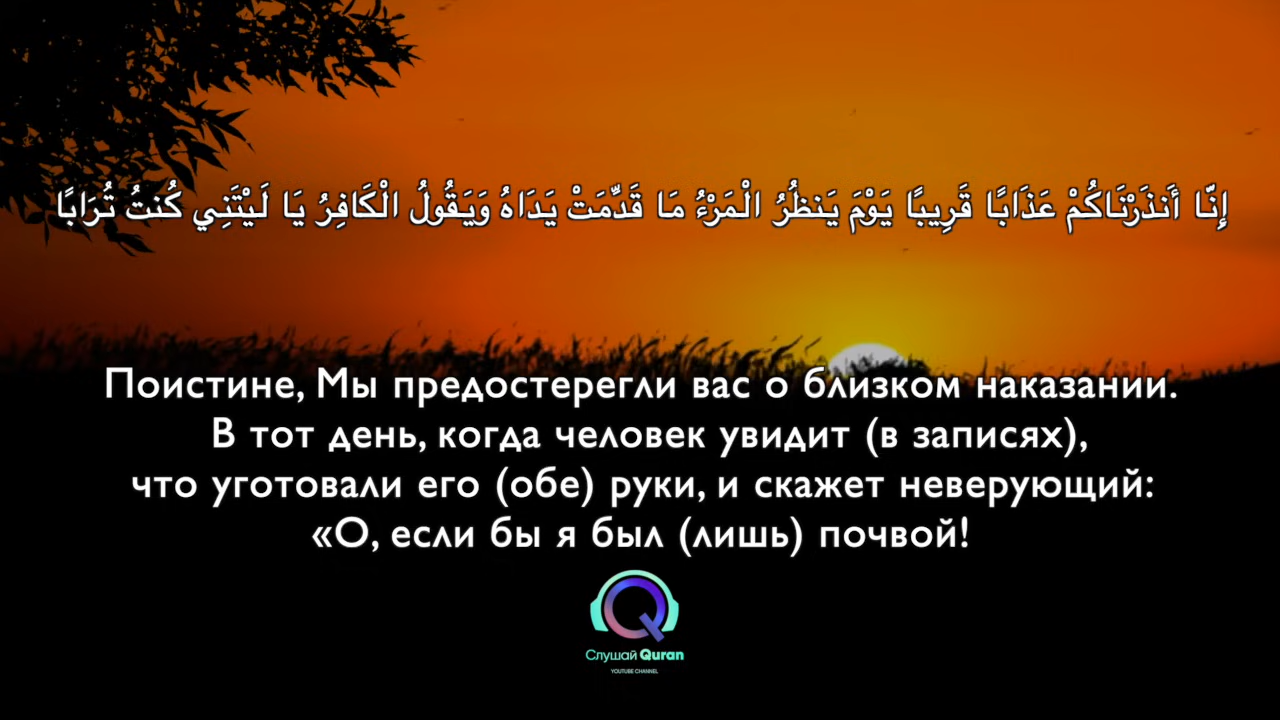 إِنَّا أَنذَرْنَاكُمْ عَذَابًا قَرِيبًا يَوْمَ يَنظُرُ الْمَرْءُ مَا قَدَّمَتْ يَدَاهُ وَيَقُولُ الْكَافِرُ يَا لَيْتَنِي كُنتُ تُرَابًا
Поистине, Мы предостерегли вас о близком наказании.
В тот день, когда человек увидит (в записях),
что уготовали его (обе) руки, и скажет неверующий:
«О, если бы я был (лишь) почвой!
Слушай Quran
YOUTUBE CHANNEL